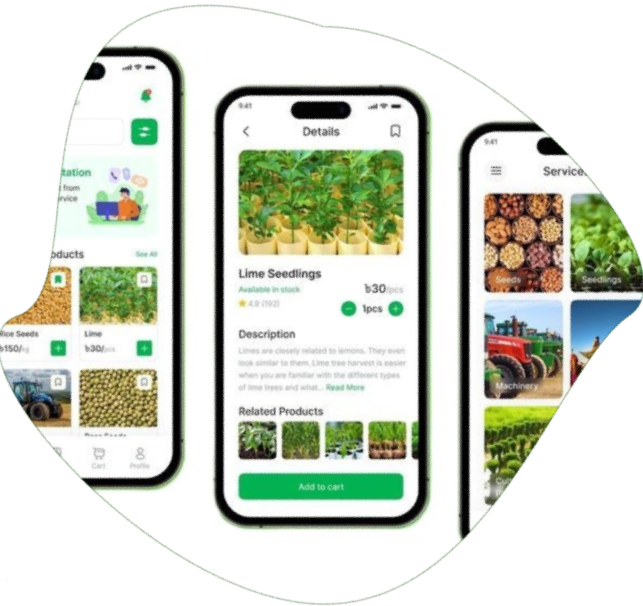 tation
from
rvice
oducts
See All
Rice Seeds
৳150/kg
Lime
৳30/pcs
Cart
Profile
9:41
Details
Lime Seedlings
Available in stock
৳30/pcs
4.9 (192)
1pcs
Description
Limes are closely related to lemons. They even
look similar to them. Lime tree harvest is easier
when you are familiar with the different types
of lime trees and what... Read More
Related Products
Add to cart
9:41
Service
Seeds
Seedlings
Machinery